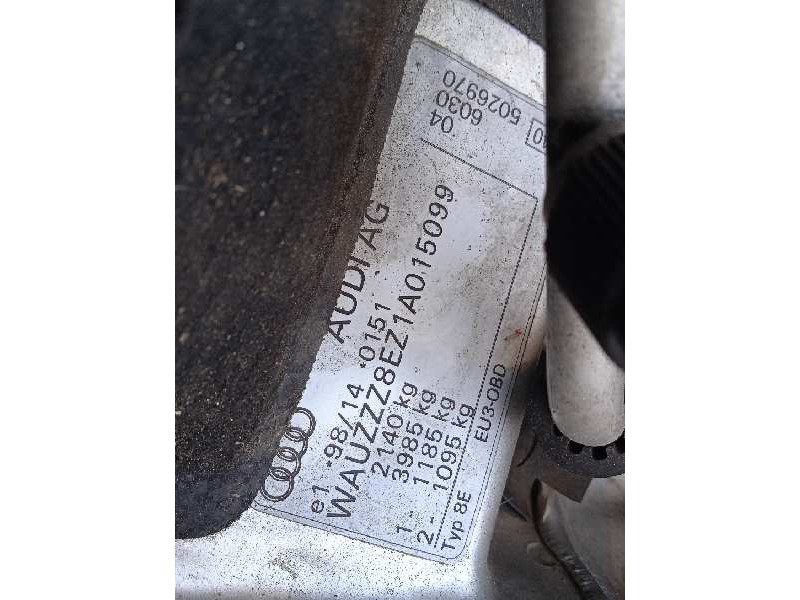 AUDI AG
e1 *98/14 *0151
WAUZZZ8EZ1A015099
2140 kg
3985 kg
1 - 1185 kg
2 - 1095 kg
Typ 8E EU3-OBD
04
6030
5026970